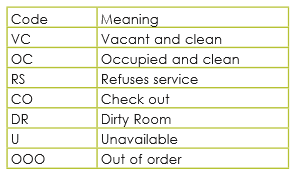 Code Meaning
VC Vacant and clean
OC Occupied and clean
RS Refuses service
CO Check out
DR Dirty Room
U Unavailable
OOO Out of order